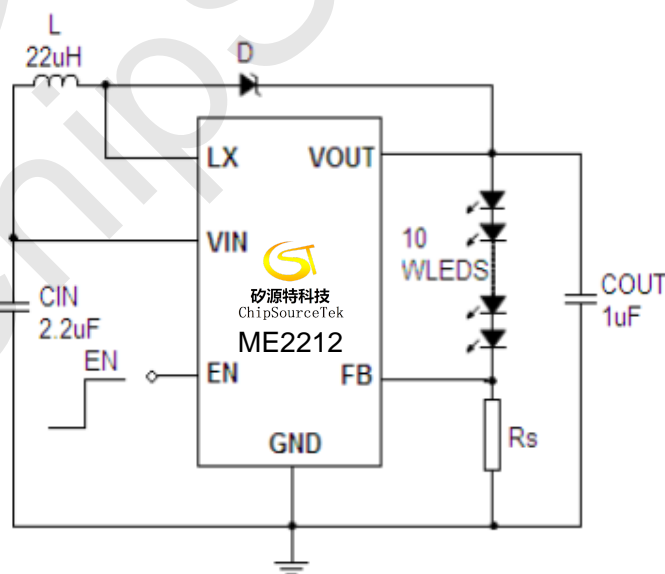 L
22uH
D
LX
VOUT
VIN
10
WLEDS
矽源特科技
ChipSourceTek
ME2212
CIN
2.2uF
COUT
1uF
EN
EN
FB
GND
Rs